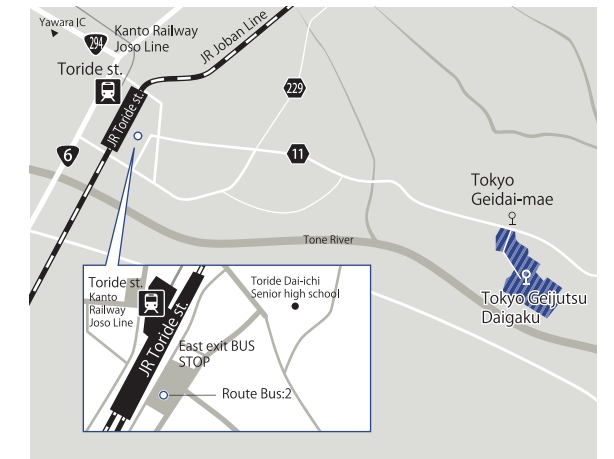 Yawara IC
294
Kanto Railway
Joso Line
JR Joban Line
Toride st.
229
JR Toride st.
6
11
Tokyo
Geidai-mae
Tone River
Tokyo Geijutsu
Daigaku
Toride st.
Kanto
Railway
Joso Line
JR Toride st.
Toride Dai-ichi
Senior high school
East exit BUS
STOP
Route Bus:2